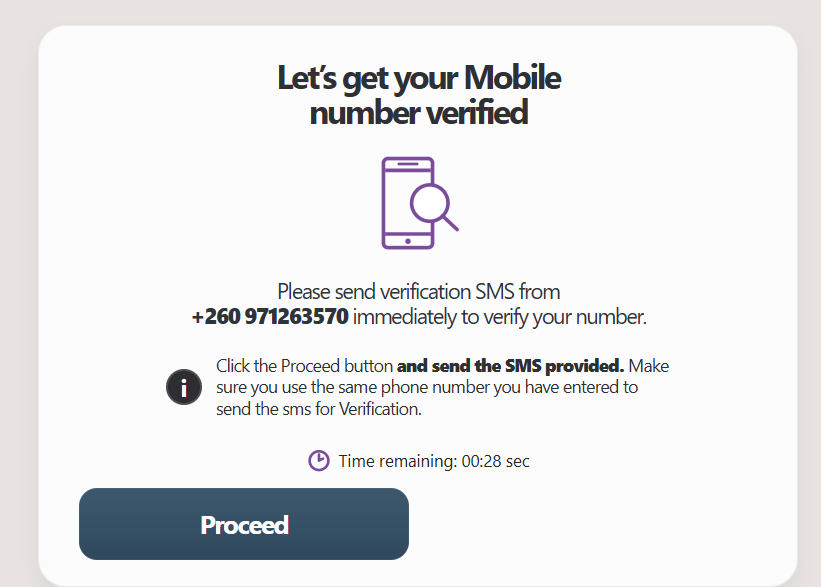 Let's get your Mobile
number verified
Please send verification SMS from
+260 971263570 immediately to verify your number.
i
Click the Proceed button and send the SMS provided. Make
sure you use the same phone number you have entered to
send the sms for Verification.
Time remaining: 00:28 sec
Proceed